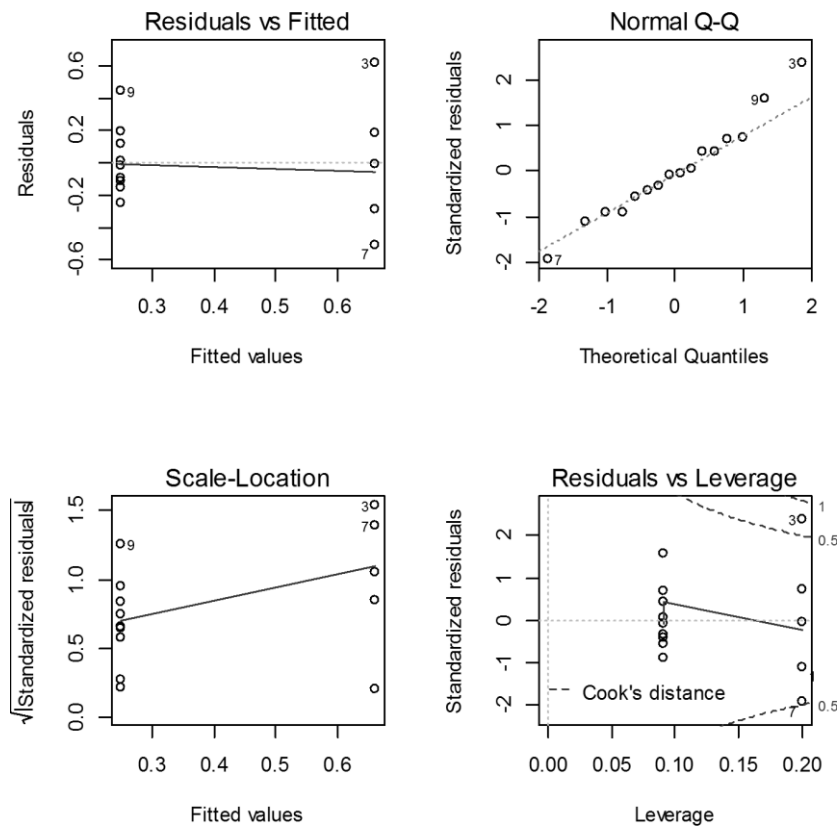 Residuals vs Fitted
Residuals
0.6
0.2
-0.2
-0.6
3
9
7
0.3 0.4 0.5 0.6
Fitted values
Normal Q-Q
Standardized residuals
2
1
0
-1
-2
3
9
7
-2 -1 0 1 2
Theoretical Quantiles
Scale-Location
√|Standardized residuals|
1.5
1.0
0.5
0.0
3
7
9
0.3 0.4 0.5 0.6
Fitted values
Residuals vs Leverage
Standardized residuals
2
1
0
-1
-2
1
3
0.5
Cook's distance
7
0.5
0.00 0.05 0.10 0.15 0.20
Leverage